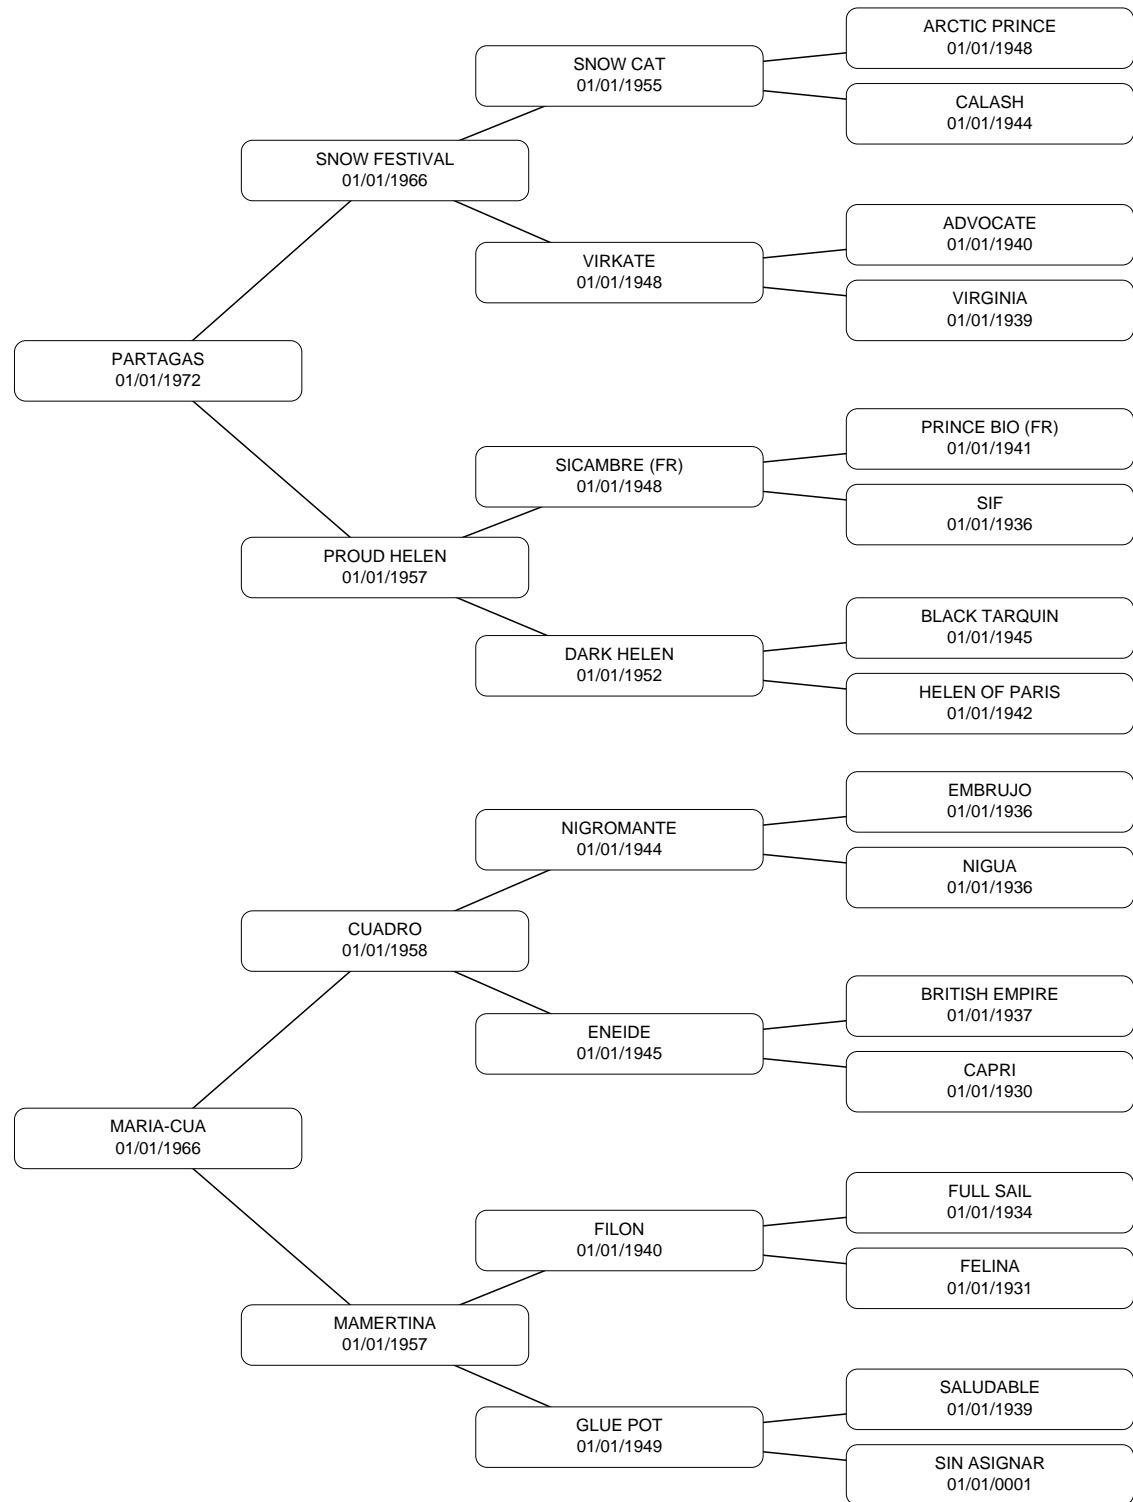 ARCTIC PRINCE
01/01/1948
SNOW CAT
01/01/1955
CALASH
01/01/1944
SNOW FESTIVAL
01/01/1966
ADVOCATE
01/01/1940
VIRKATE
01/01/1948
VIRGINIA
01/01/1939
PARTAGAS
01/01/1972
PRINCE BIO (FR)
01/01/1941
SICAMBRE (FR)
01/01/1948
SIF
01/01/1936
PROUD HELEN
01/01/1957
BLACK TARQUIN
01/01/1945
DARK HELEN
01/01/1952
HELEN OF PARIS
01/01/1942
EMBRUJO
01/01/1936
NIGROMANTE
01/01/1944
NIGUA
01/01/1936
CUADRO
01/01/1958
BRITISH EMPIRE
01/01/1937
ENEIDE
01/01/1945
CAPRI
01/01/1930
MARIA-CUA
01/01/1966
FULL SAIL
01/01/1934
FILON
01/01/1940
FELINA
01/01/1931
MAMERTINA
01/01/1957
SALUDABLE
01/01/1939
GLUE POT
01/01/1949
SIN ASIGNAR
01/01/0001